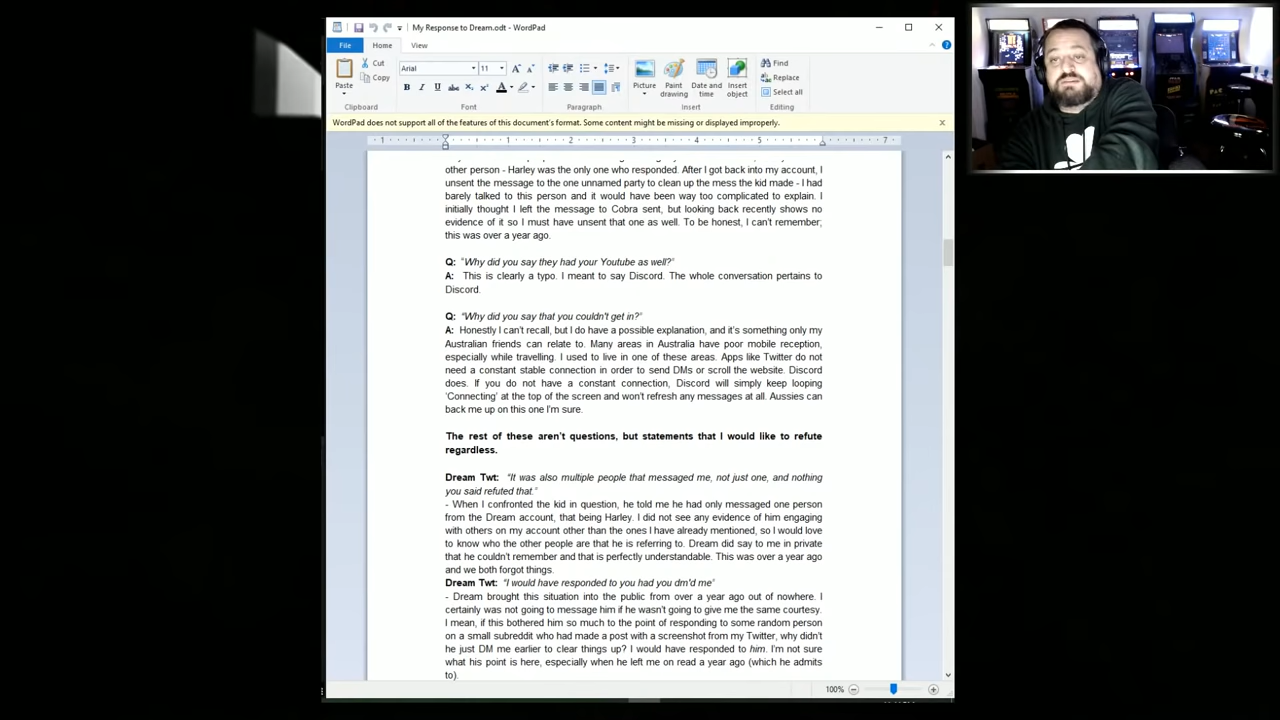 My Response to Dream.odt - WordPad
File
Home
View
Paste
Cut
Copy
Clipboard
Arial
11
Font
Paragraph
Picture
Paint
drawing
Date and
time
Insert
object
Insert
Find
Replace
Select all
Editing
WordPad does not support all of the features of this document's format. Some content might be missing or displayed improperly.
1 1 2 3 4 5 7
other person - Harley was the only one who responded. After I got back into my account, I
unsent the message to the one unnamed party to clean up the mess the kid made - I had
barely talked to this person and it would have been way too complicated to explain. I
initially thought I left the message to Cobra sent, but looking back recently shows no
evidence of it so I must have unsent that one as well. To be honest, I can't remember;
this was over a year ago.
Q: "Why did you say they had your Youtube as well?"
A: This is clearly a typo. I meant to say Discord. The whole conversation pertains to
Discord.
Q: "Why did you say that you couldn't get in?"
A: Honestly I can't recall, but I do have a possible explanation, and it's something only my
Australian friends can relate to. Many areas in Australia have poor mobile reception,
especially while travelling. I used to live in one of these areas. Apps like Twitter do not
need a constant stable connection in order to send DMs or scroll the website. Discord
does. If you do not have a constant connection, Discord will simply keep looping
'Connecting' at the top of the screen and won't refresh any messages at all. Aussies can
back me up on this one I'm sure.
The rest of these aren't questions, but statements that I would like to refute
regardless.
Dream Twt: "It was also multiple people that messaged me, not just one, and nothing
you said refuted that."
- When I confronted the kid in question, he told me he had only messaged one person
from the Dream account, that being Harley. I did not see any evidence of him engaging
with others on my account other than the ones I have already mentioned, so I would love
to know who the other people are that he is referring to. Dream did say to me in private
that he couldn't remember and that is perfectly understandable. This was over a year ago
and we both forgot things.
Dream Twt: "I would have responded to you had you dm'd me"
- Dream brought this situation into the public from over a year ago out of nowhere. I
certainly was not going to message him if he wasn't going to give me the same courtesy.
I mean, if this bothered him so much to the point of responding to some random person
on a small subreddit who had made a post with a screenshot from my Twitter, why didn't
he just DM me earlier to clear things up? I would have responded to him. I'm not sure
what his point is here, especially when he left me on read a year ago (which he admits
to).
100%